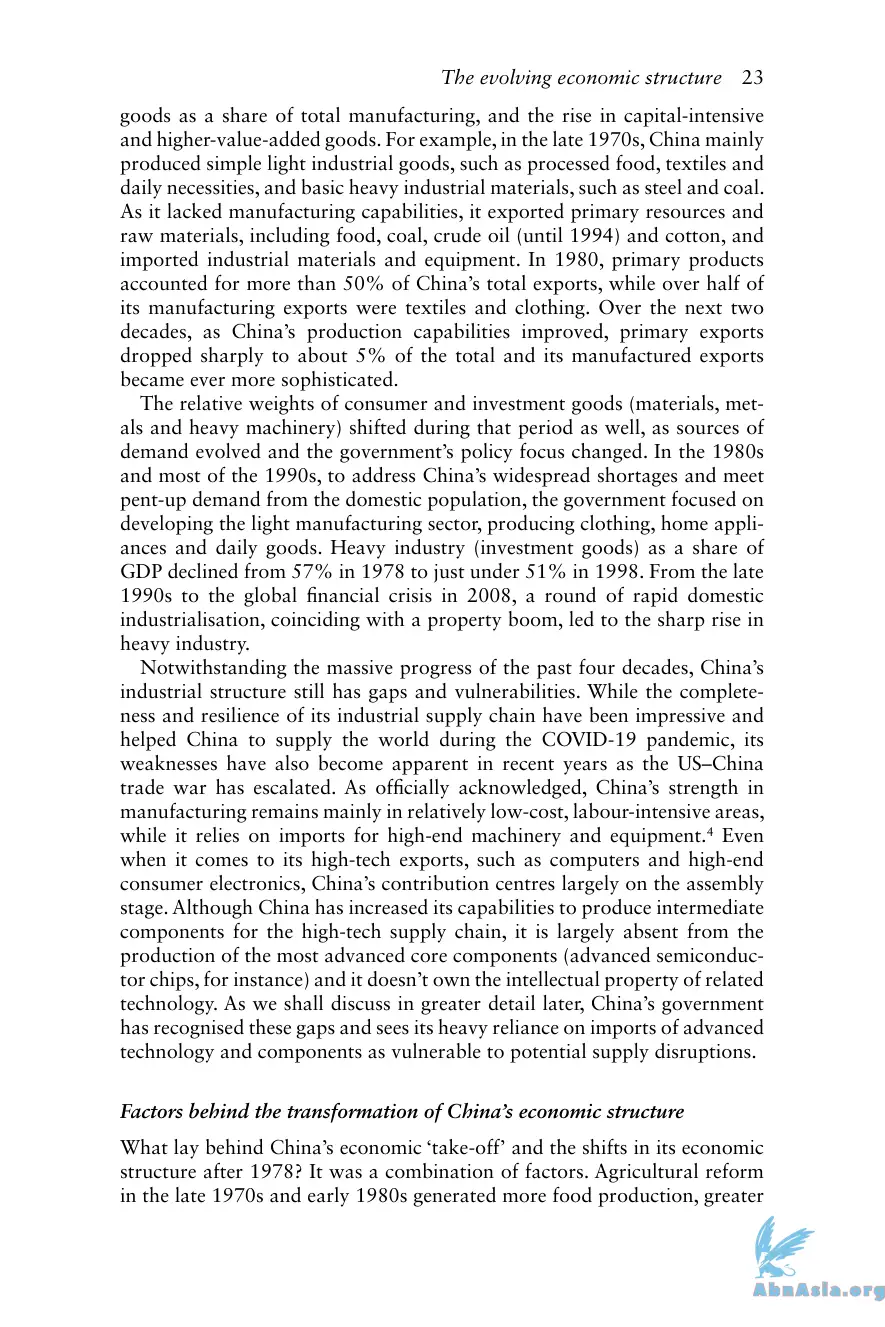 The evolving economic structure 23
goods as a share of total manufacturing, and the rise in capital-intensive
and higher-value-added goods. For example, in the late 1970s, China mainly
produced simple light industrial goods, such as processed food, textiles and
daily necessities, and basic heavy industrial materials, such as steel and coal.
As it lacked manufacturing capabilities, it exported primary resources and
raw materials, including food, coal, crude oil (until 1994) and cotton, and
imported industrial materials and equipment. In 1980, primary products
accounted for more than 50% of China’s total exports, while over half of
its manufacturing exports were textiles and clothing. Over the next two
decades, as China’s production capabilities improved, primary exports
dropped sharply to about 5% of the total and its manufactured exports
became ever more sophisticated.
The relative weights of consumer and investment goods (materials, met-
als and heavy machinery) shifted during that period as well, as sources of
demand evolved and the government’s policy focus changed. In the 1980s
and most of the 1990s, to address China’s widespread shortages and meet
pent-up demand from the domestic population, the government focused on
developing the light manufacturing sector, producing clothing, home appli-
ances and daily goods. Heavy industry (investment goods) as a share of
GDP declined from 57% in 1978 to just under 51% in 1998. From the late
1990s to the global financial crisis in 2008, a round of rapid domestic
industrialisation, coinciding with a property boom, led to the sharp rise in
heavy industry.
Notwithstanding the massive progress of the past four decades, China’s
industrial structure still has gaps and vulnerabilities. While the complete-
ness and resilience of its industrial supply chain have been impressive and
helped China to supply the world during the COVID-19 pandemic, its
weaknesses have also become apparent in recent years as the US–China
trade war has escalated. As officially acknowledged, China’s strength in
manufacturing remains mainly in relatively low-cost, labour-intensive areas,
while it relies on imports for high-end machinery and equipment.⁴ Even
when it comes to its high-tech exports, such as computers and high-end
consumer electronics, China’s contribution centres largely on the assembly
stage. Although China has increased its capabilities to produce intermediate
components for the high-tech supply chain, it is largely absent from the
production of the most advanced core components (advanced semiconduc-
tor chips, for instance) and it doesn’t own the intellectual property of related
technology. As we shall discuss in greater detail later, China’s government
has recognised these gaps and sees its heavy reliance on imports of advanced
technology and components as vulnerable to potential supply disruptions.
Factors behind the transformation of China’s economic structure
What lay behind China’s economic ‘take-off’ and the shifts in its economic
structure after 1978? It was a combination of factors. Agricultural reform
in the late 1970s and early 1980s generated more food production, greater
AbnAsia.org